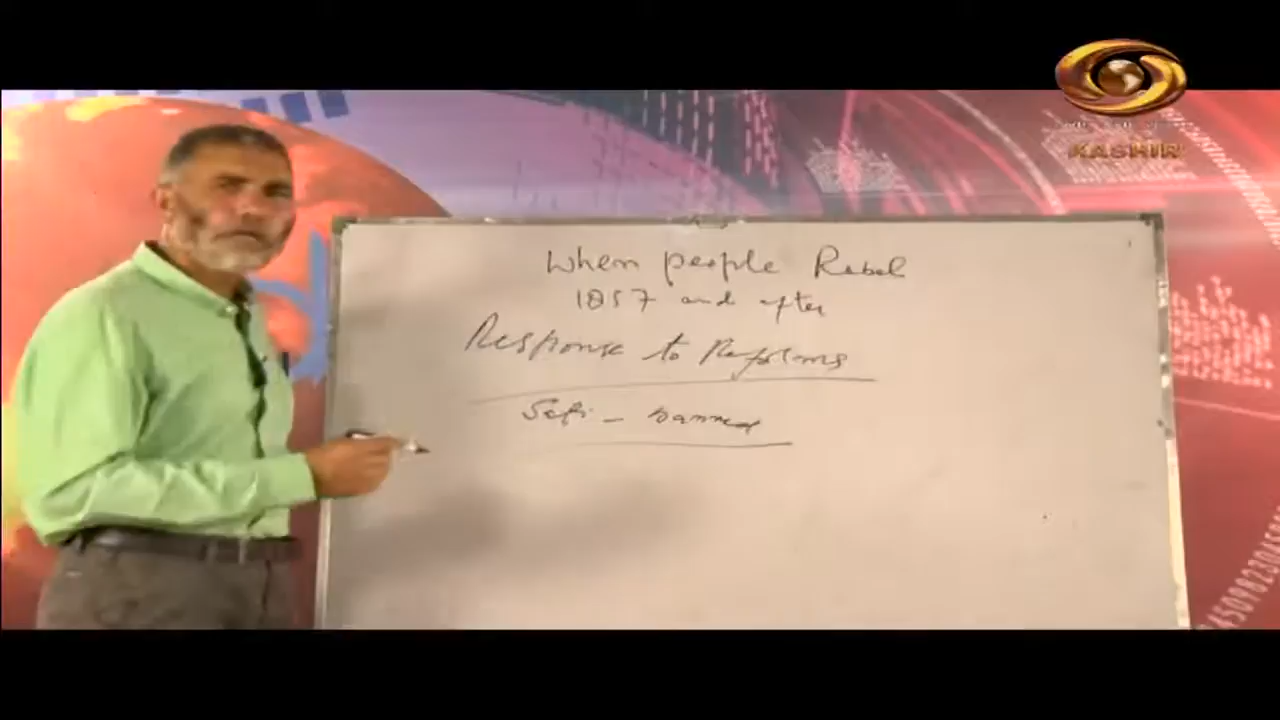 KASHIR
When people Rebel
1857 and after
Response to Reforms
Sati - banned